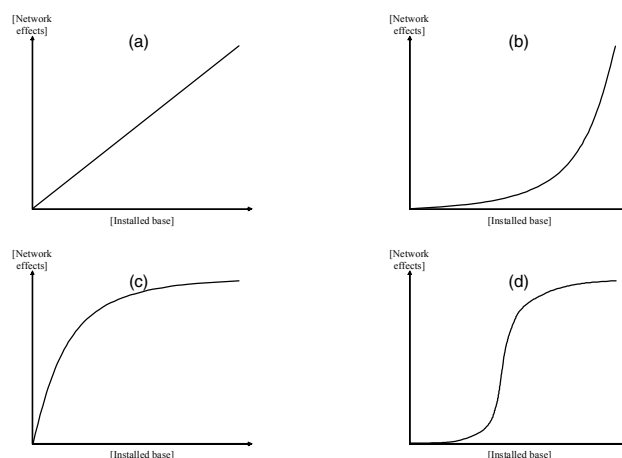 [Network
effects]
(a)
[Installed base]
[Network
effects]
(b)
[Installed base]
[Network
effects]
(c)
[Installed base]
[Network
effects]
(d)
[Installed base]